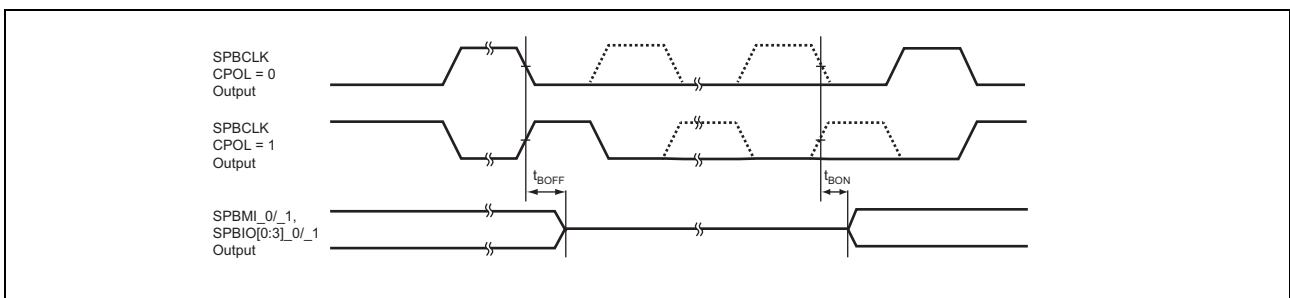 SPBCLK
CPOL = 0
Output
SPBCLK
CPOL = 1
Output
tBOFF
tBON
SPBMI_0/_1,
SPBIO[0:3]_0/_1
Output